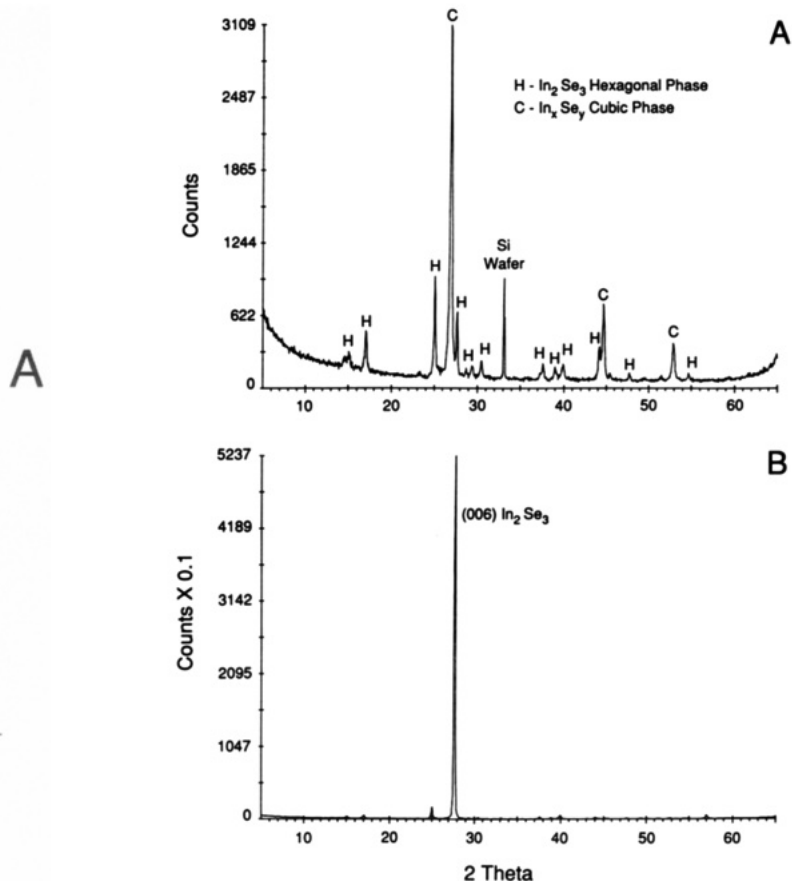 A
A
3109
2487
1865
1244
622
0
Counts
H - In₂ Se₃ Hexagonal Phase
C - InₓSeᵧ Cubic Phase
C
H
H
H
H
H
H
Si
Wafer
H
H
H
H
C
H
C
H
10 20 30 40 50 60
B
5237
4189
3142
2095
1047
0
Counts X 0.1
(006) In₂ Se₃
10 20 30 40 50 60
2 Theta